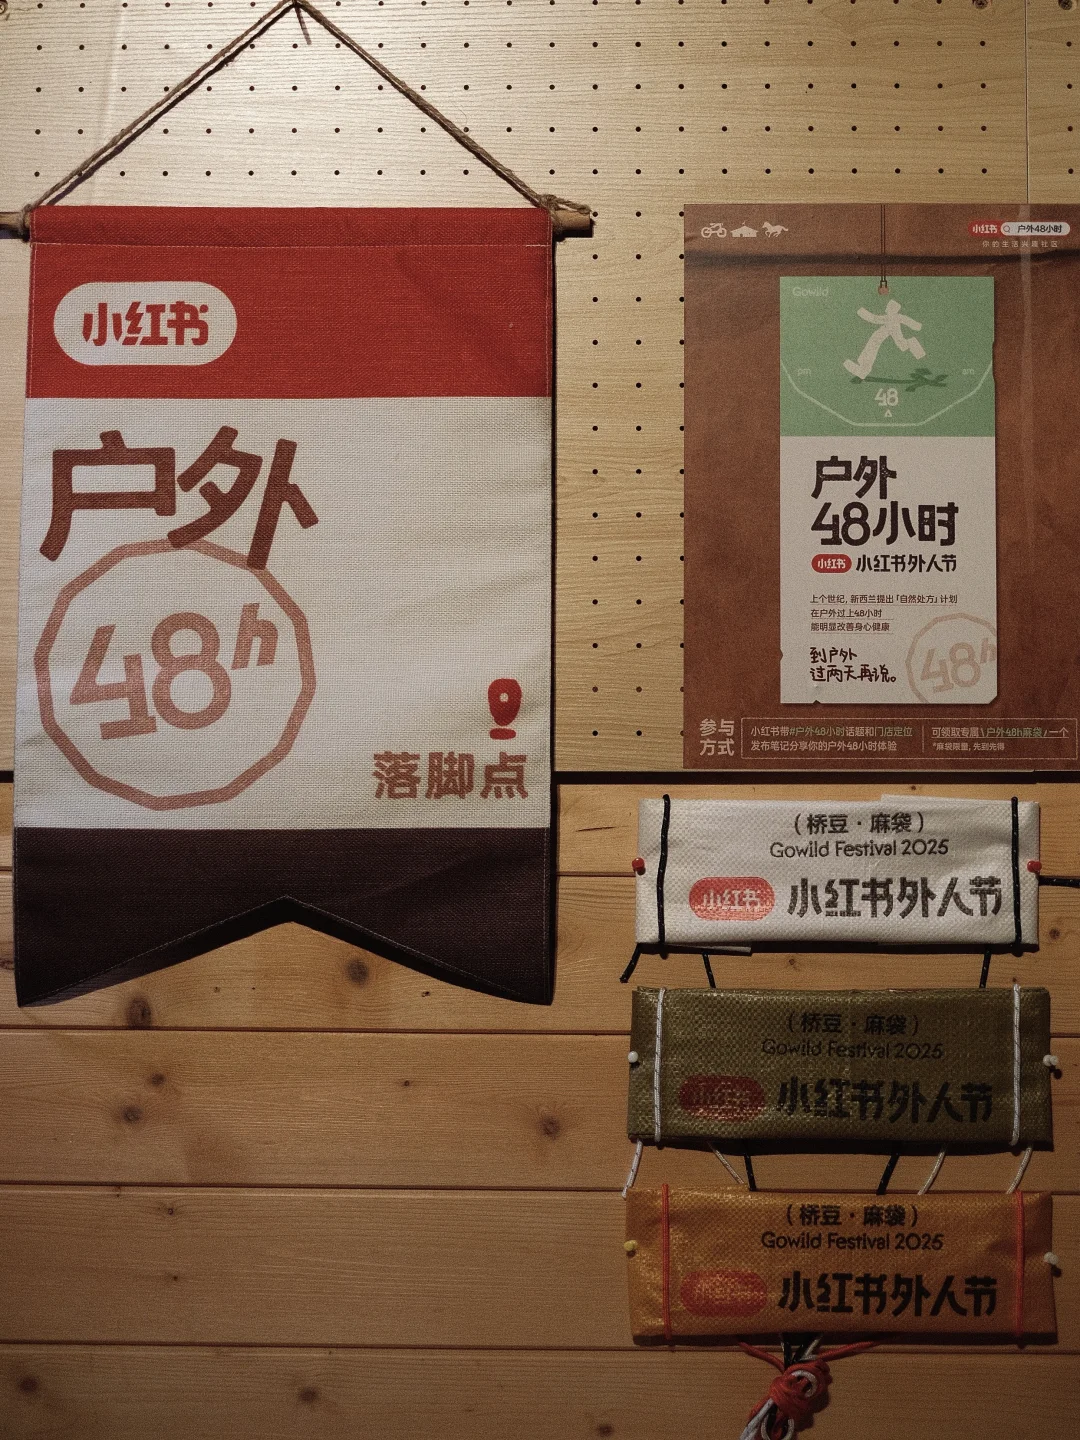 小红书
户外
48h
落脚点
小红书 户外48小时
你的生活兴趣社区
Gowild
pm
am
48
户外
48小时
小红书 小红书外人节
上个世纪，新西兰提出「自然处方」计划
在户外过上48小时
能明显改善身心健康
到户外
过两天再说。
48h
参与
方式
小红书带#户外48小时话题和门店定位
发布笔记分享你的户外48小时体验
可领取专属\户外48h麻袋/一个
*麻袋限量，先到先得
（桥豆·麻袋）
Gowild Festival 2025
小红书 小红书外人节
（桥豆·麻袋）
Gowild Festival 2025
小红书 小红书外人节
（桥豆·麻袋）
Gowild Festival 2025
小红书 小红书外人节